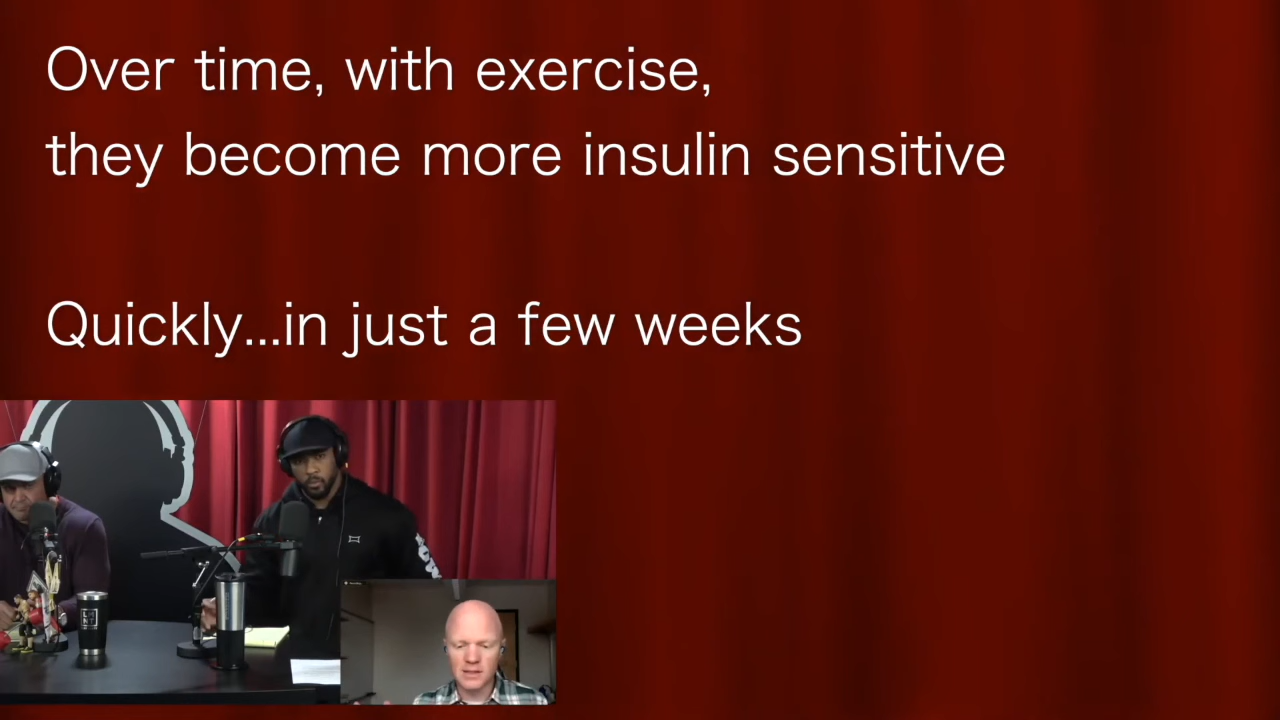 Over time, with exercise,
they become more insulin sensitive
Quickly...in just a few weeks